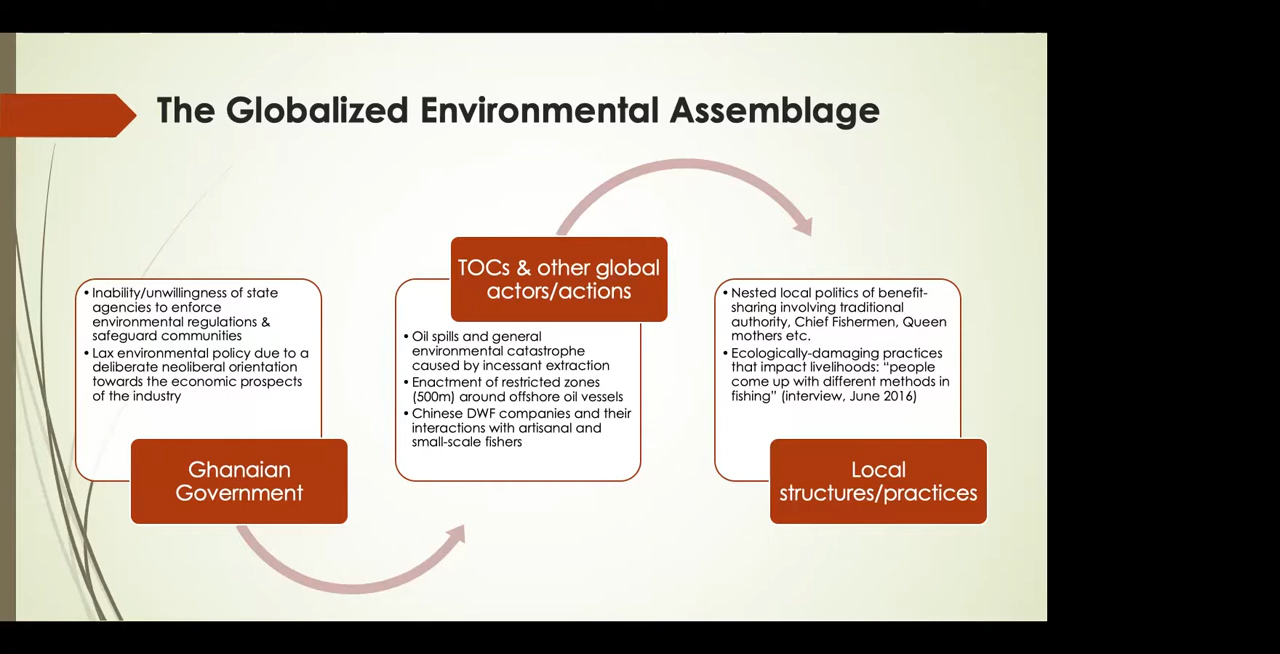 The Globalized Environmental Assemblage
• Inability/unwillingness of state
agencies to enforce
environmental regulations &
safeguard communities
• Lax environmental policy due to a
deliberate neoliberal orientation
towards the economic prospects
of the industry
Ghanaian
Government
TOCs & other global
actors/actions
• Oil spills and general
environmental catastrophe
caused by incessant extraction
• Enactment of restricted zones
(500m) around offshore oil vessels
• Chinese DWF companies and their
interactions with artisanal and
small-scale fishers
• Nested local politics of benefit-
sharing involving traditional
authority, Chief Fishermen, Queen
mothers etc.
• Ecologically-damaging practices
that impact livelihoods: “people
come up with different methods in
fishing” (interview, June 2016)
Local
structures/practices